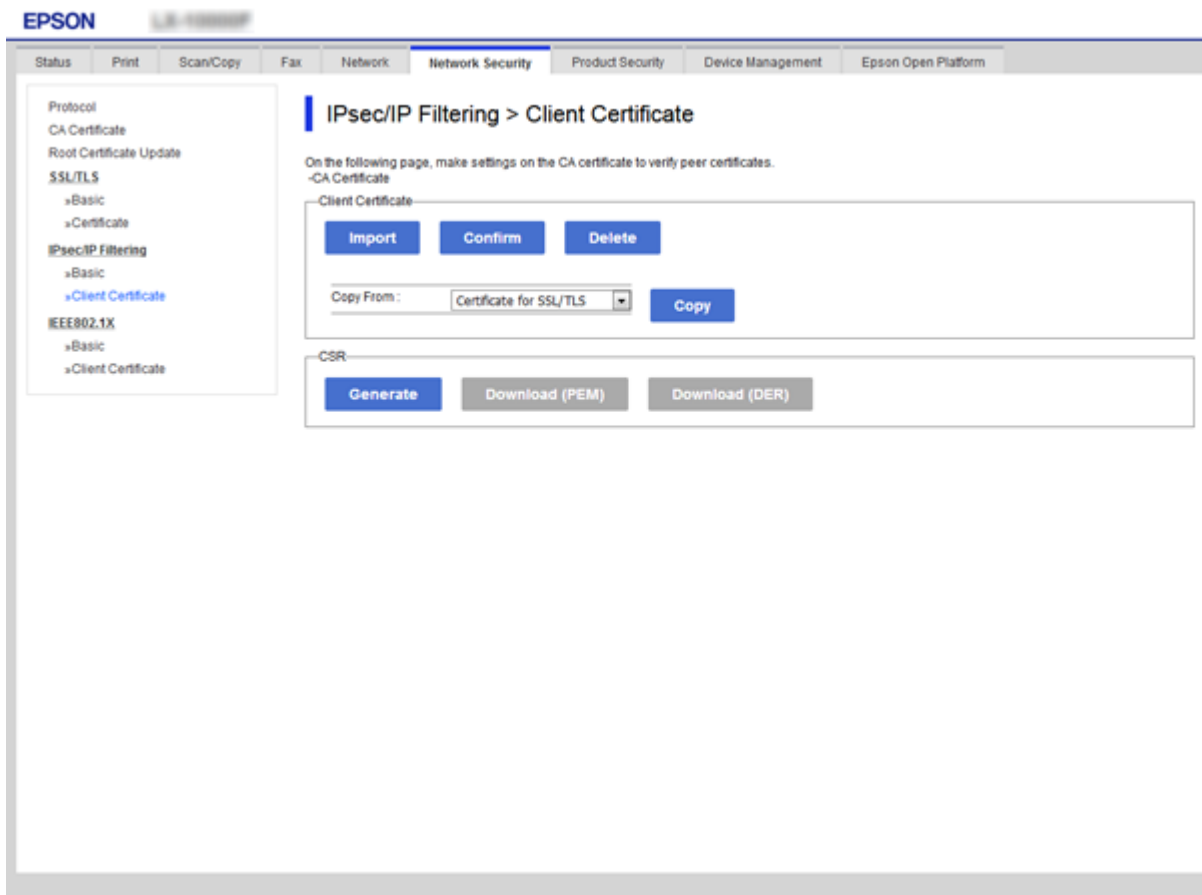 EPSON
Status Print Scan/Copy Fax Network Network Security Product Security Device Management Epson Open Platform
Protocol
CA Certificate
Root Certificate Update
SSL/TLS
»Basic
»Certificate
IPsec/IP Filtering
»Basic
»Client Certificate
IEEE802.1X
»Basic
»Client Certificate
IPsec/IP Filtering > Client Certificate
On the following page, make settings on the CA certificate to verify peer certificates.
-CA Certificate
Client Certificate
Import Confirm Delete
Copy From : Certificate for SSL/TLS Copy
CSR
Generate Download (PEM) Download (DER)